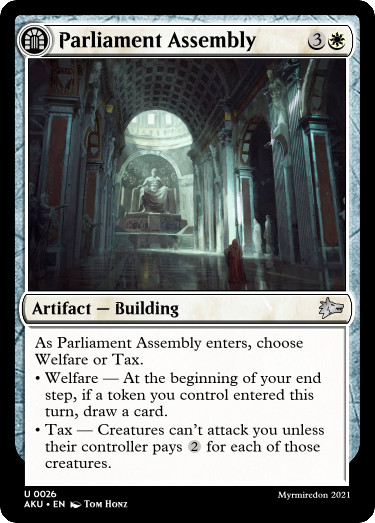 Parliament Assembly 3
Artifact — Building
As Parliament Assembly enters, choose
Welfare or Tax.
• Welfare — At the beginning of your end
step, if a token you control entered this
turn, draw a card.
• Tax — Creatures can't attack you unless
their controller pays 2 for each of those
creatures.
U 0026
AKU • EN Tom Honz
Myrmiredon 2021